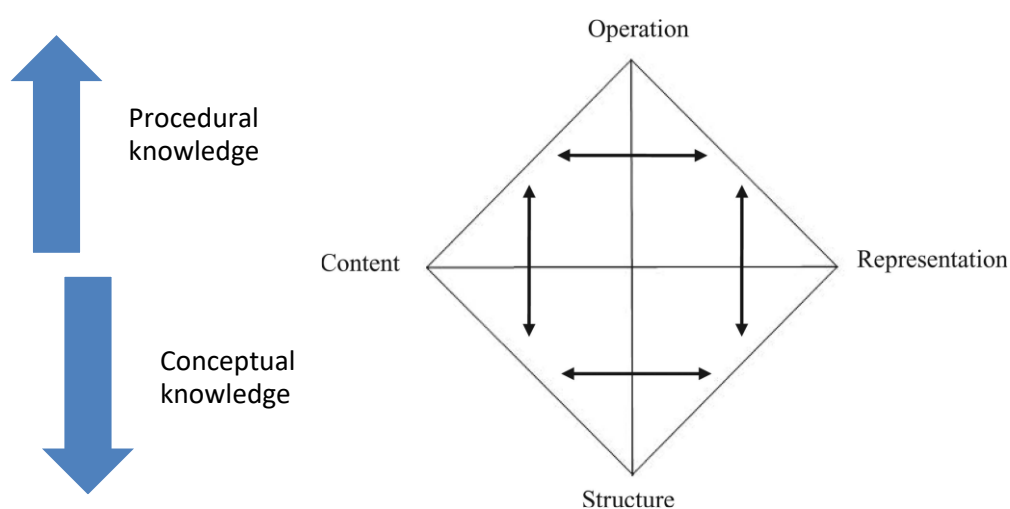 Operation
Procedural
knowledge
Content
Representation
Conceptual
knowledge
Structure